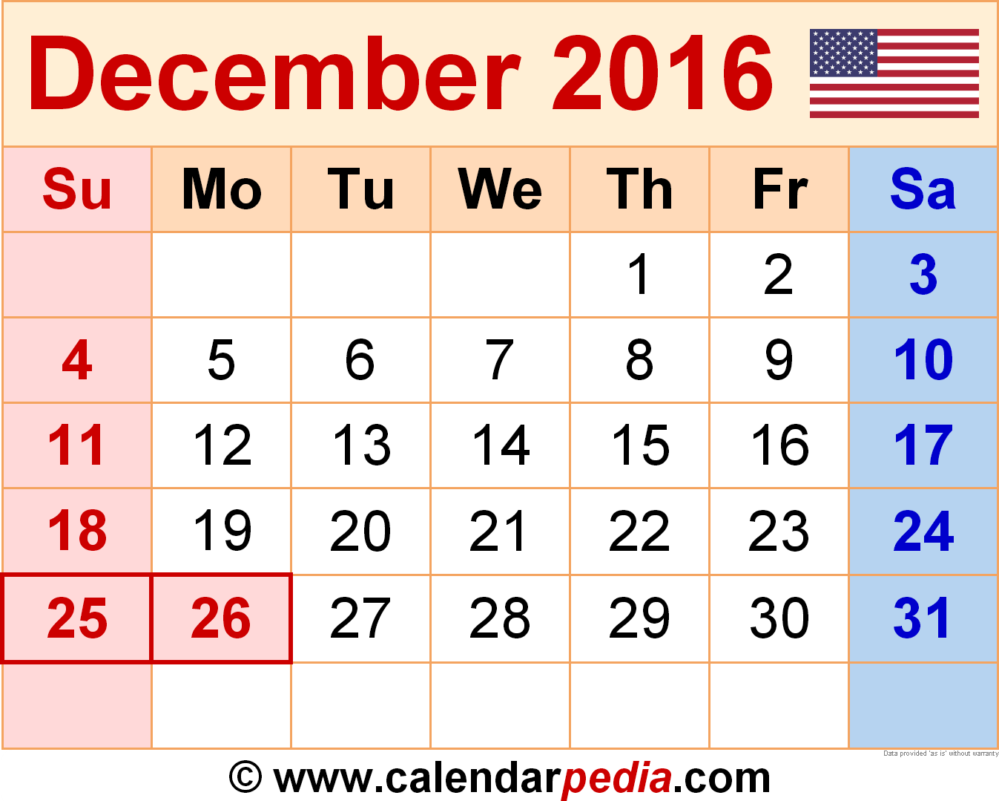 December 2016
Su Mo Tu We Th Fr Sa
1 2 3
4 5 6 7 8 9 10
11 12 13 14 15 16 17
18 19 20 21 22 23 24
25 26 27 28 29 30 31
Data provided 'as is' without warranty
© www.calendarpedia.com